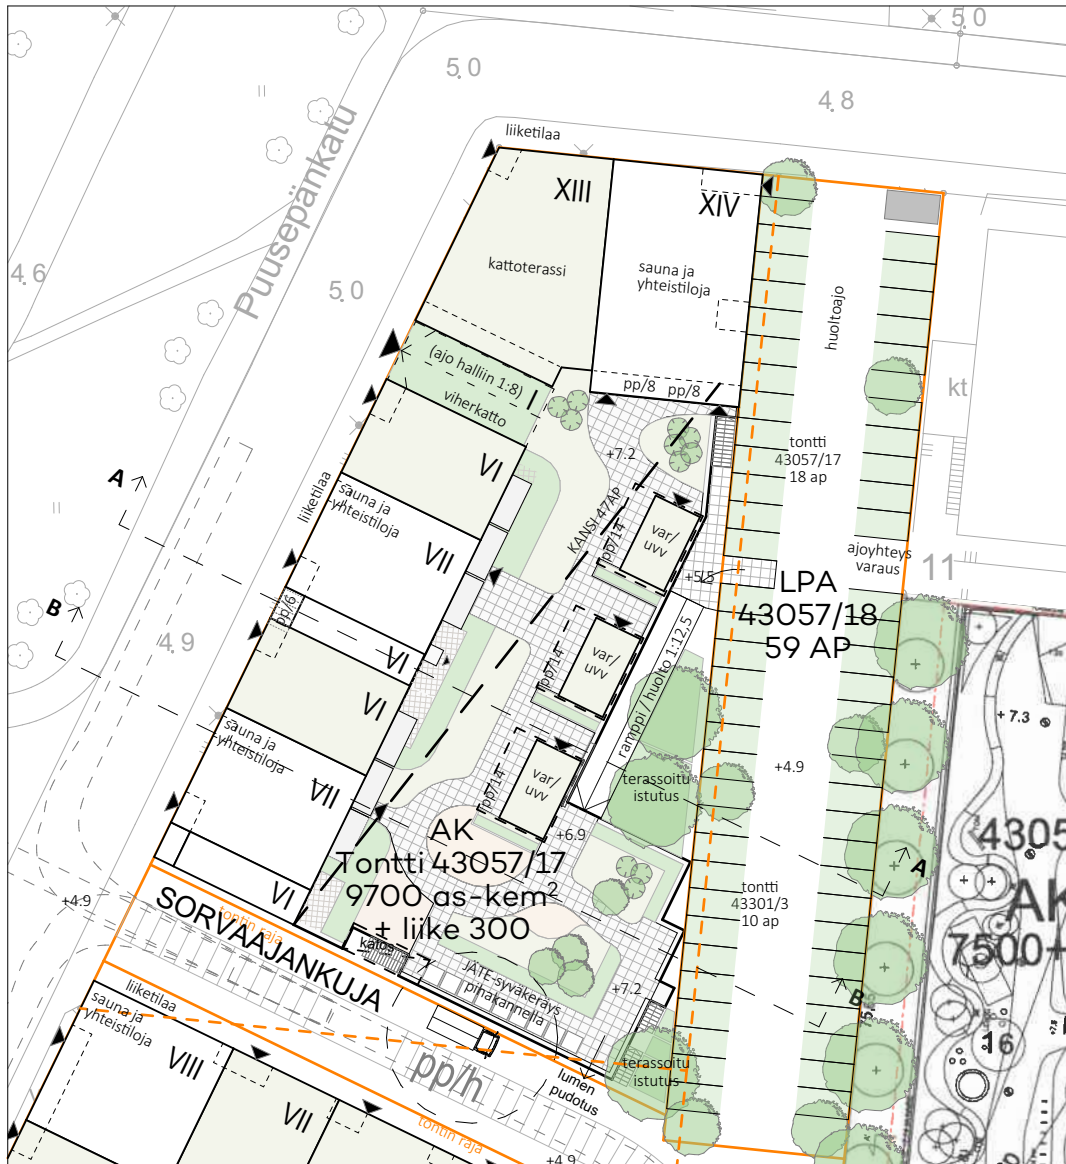 5.0
5.0
4.8
liiketilaa
Puusepänkatu
XIII
XIV
4.6
5.0
kattoterassi
sauna ja
yhteistiloja
huoltoajo
(ajo halliin 1:8)
I
viherkatto
pp/8
pp/8
kt
VI
+7.2
tontti
43057/17
18 ap
A
sauna ja
yhteistiloja
liiketilaa
KANSI 47AP
pp/14
var/
uvv
VII
ajoyhteys
varaus
11
+5.5
LPA
43057/18
59 AP
B
pp/6
4.9
VI
pp/14
var/
uvv
ramppi / huolto 1:12,5
VI
+ 7.3
sauna ja
yhteistiloja
+4.9
terassoitu
istutus
pp/14
var/
uvv
VII
AK
Tontti 43057/17
9700 as-kem
+ liike 300
+6.9
2
4305
A
AK
7500+
tontti
43301/3
10 ap
VI
+4.9
SORVAAJANKUJA
tontin raja
katos
JÄTE-syväkeräys
pihakannella
+7.2
B
16
liiketilaa
sauna ja
yhteistiloja
VIII
pp/h
terassoitu
istutus
lumen
pudotus
VII
tontin raja
+4.9